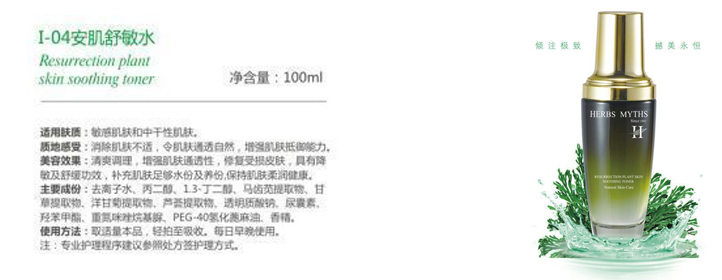 I-04安肌舒敏水
Resurrection plant
skin soothing toner
净含量：100ml
适用肤质：敏感肌肤和中干性肌肤。
质地感受：消除肌肤不适，令肌肤通透自然，增强肌肤抵御能力。
美容效果：清爽调理，增强肌肤通透性，修复受损皮肤，具有降
敏及舒缓功效，补充肌肤足够水份及养份,保持肌肤柔润健康。
主要成份：去离子水、丙二醇、1.3-丁二醇、马齿苋提取物、甘
草提取物、洋甘菊提取物、芦荟提取物、透明质酸钠、尿囊素、
羟苯甲酯、重氮咪唑烷基脲、PEG-40氢化蓖麻油、香精。
使用方法：取适量本品，轻拍至吸收。每日早晚使用。
注：专业护理程序建议参照处方签护理方式。
倾注极致 撼美永恒
HERBS MYTHS
Since 1991
H
RESURRECTION PLANT SKIN
SOOTHING TONER
Natural Skin Care